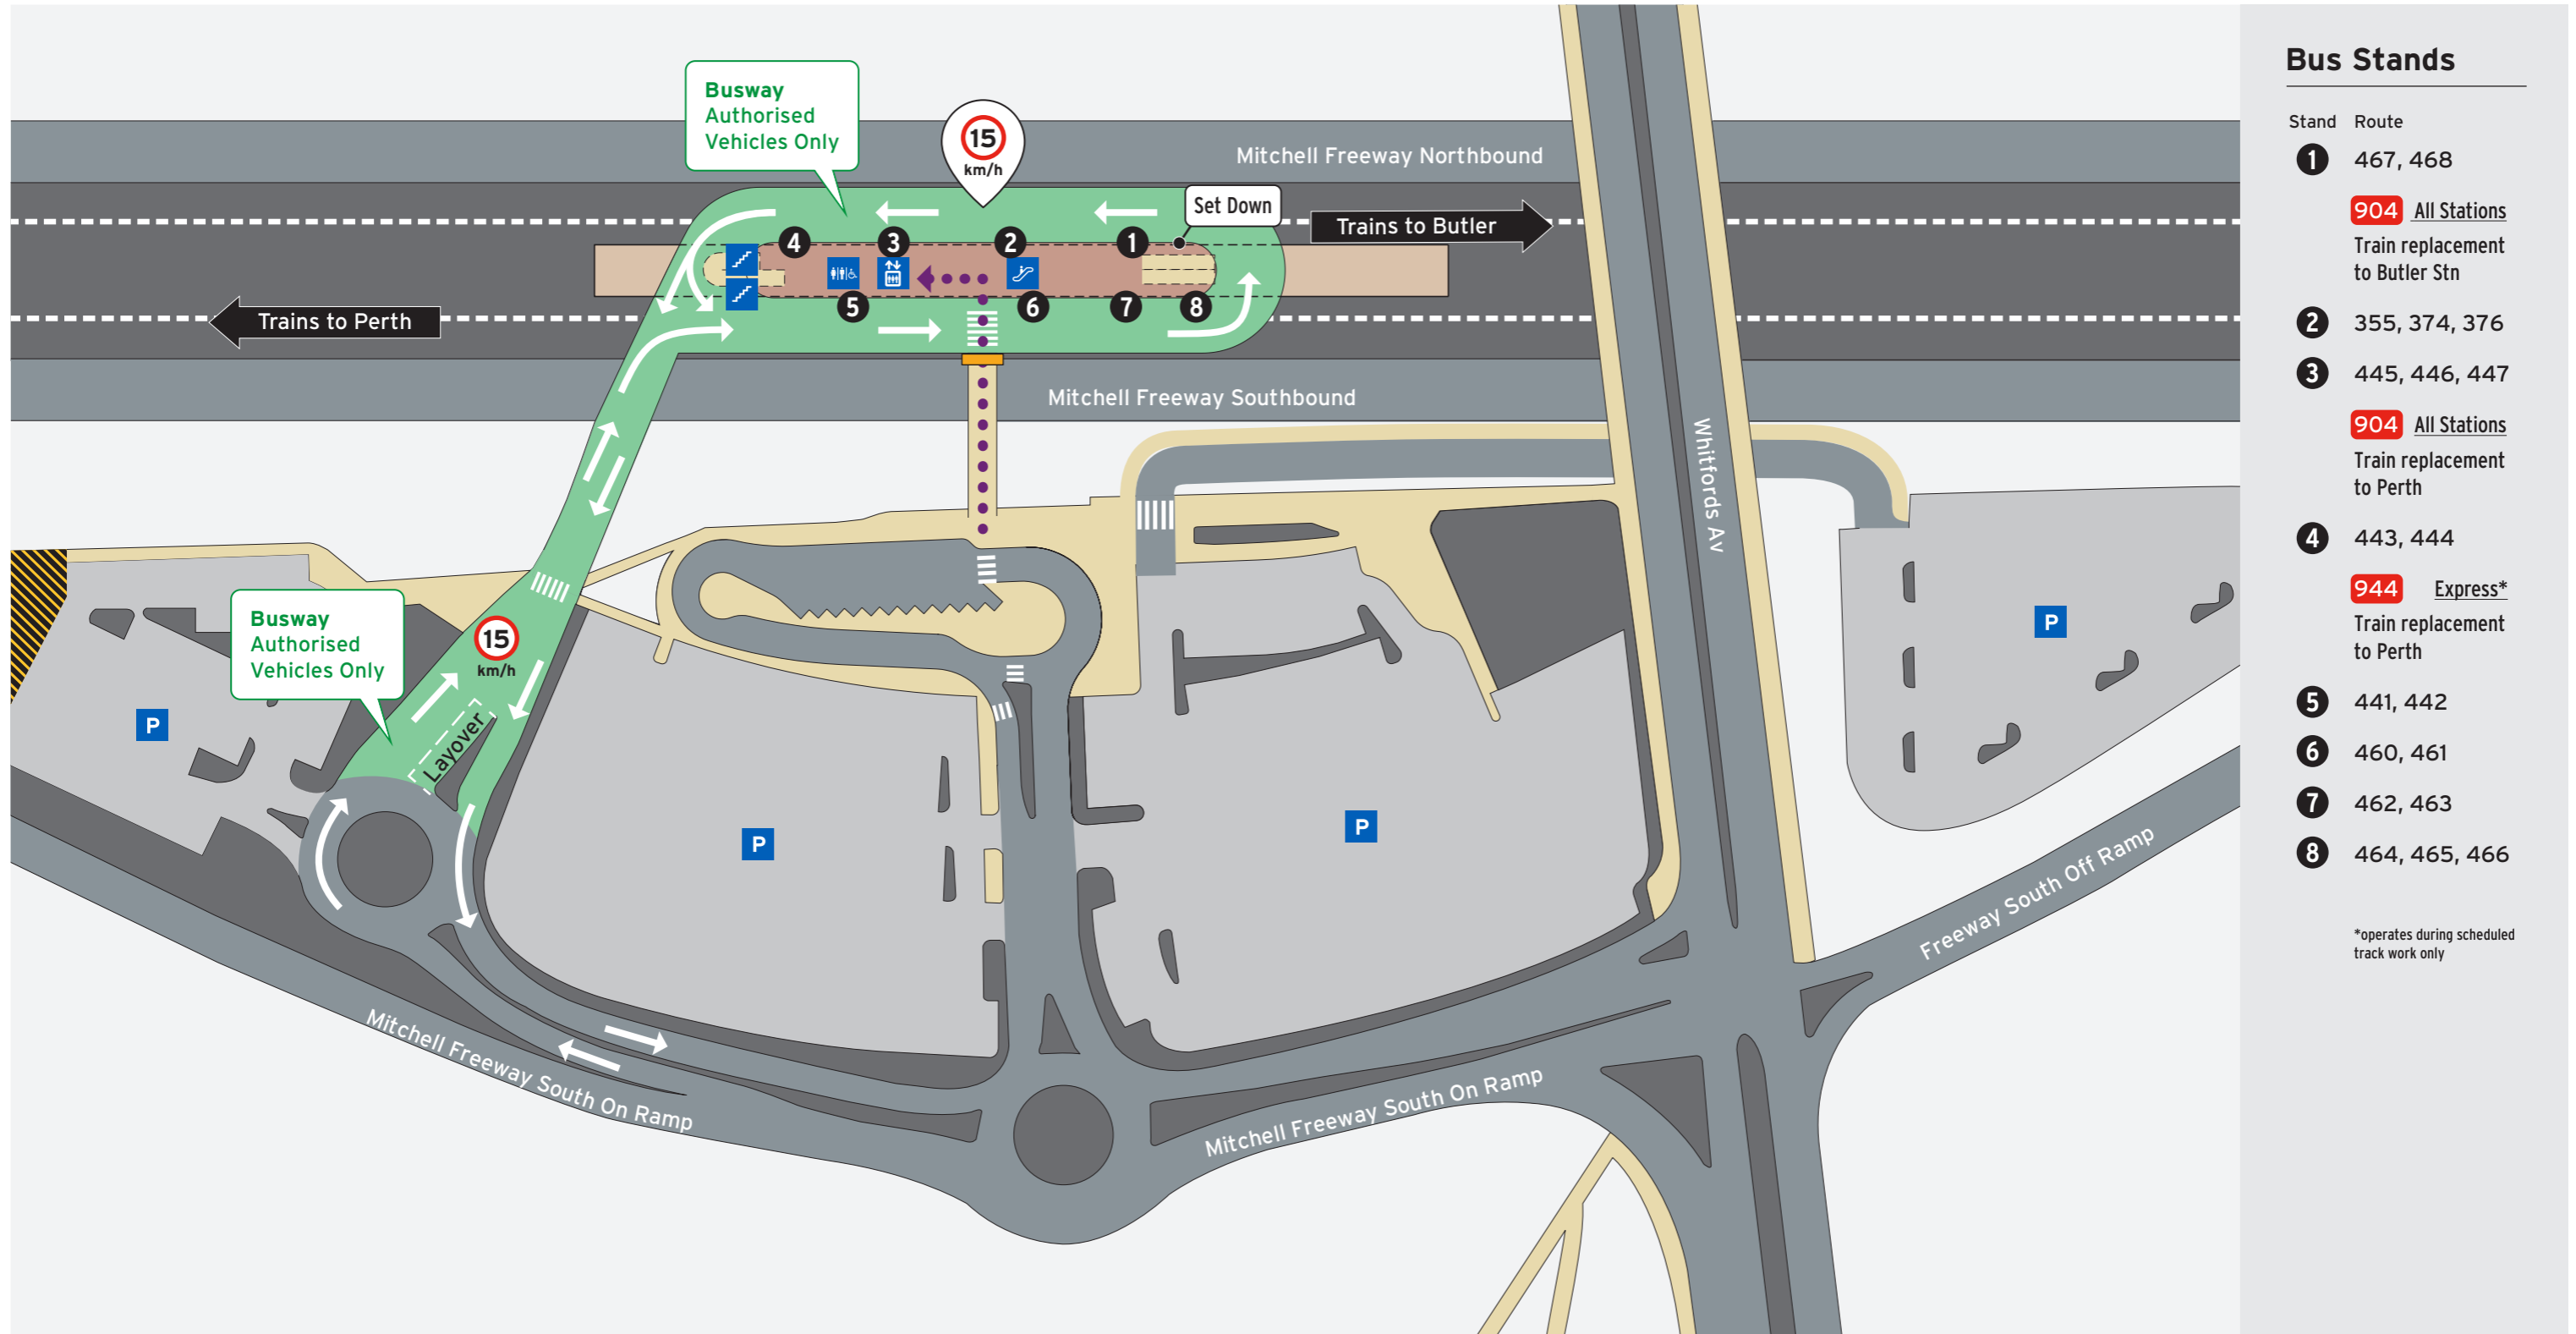 Busway
Authorised
Vehicles Only
15
km/h
Mitchell Freeway Northbound
Set Down
Trains to Butler
4
3
2
1
5
6
7
8
Trains to Perth
Mitchell Freeway Southbound
Whitfords Av
Busway
Authorised
Vehicles Only
15
km/h
Layover
P
P
P
P
Freeway South Off Ramp
Mitchell Freeway South On Ramp
Mitchell Freeway South On Ramp
Bus Stands
Stand Route
1 467, 468
904 All Stations
Train replacement
to Butler Stn
2 355, 374, 376
3 445, 446, 447
904 All Stations
Train replacement
to Perth
4 443, 444
944 Express*
Train replacement
to Perth
5 441, 442
6 460, 461
7 462, 463
8 464, 465, 466
*operates during scheduled
track work only